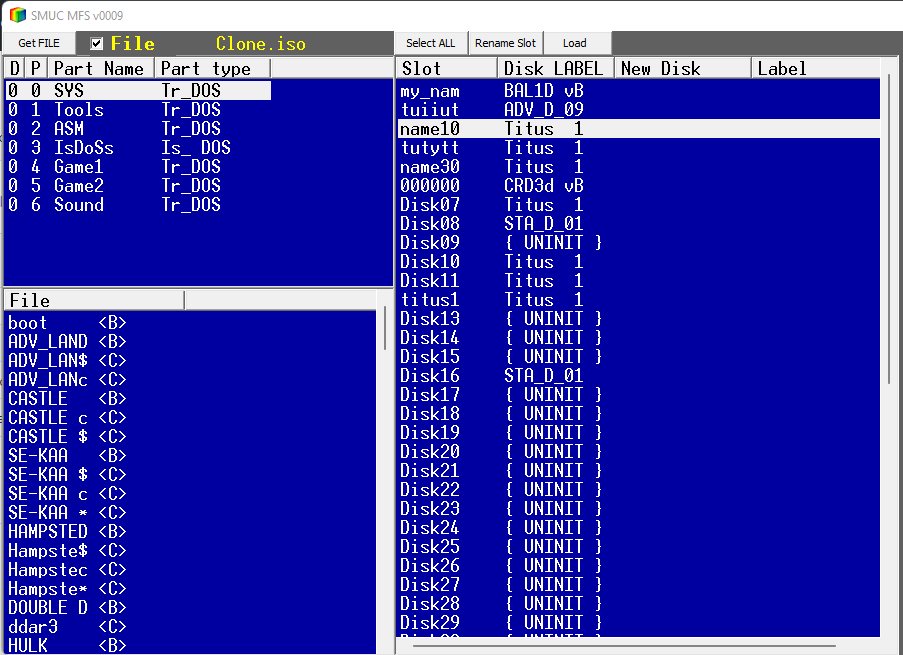 SMUC MFS v0009
Get FILE File Clone.iso Select ALL Rename Slot Load
D P Part Name Part type
0 0 SYS Tr_DOS
0 1 Tools Tr_DOS
0 2 ASM Tr_DOS
0 3 IsDoSs Is_ DOS
0 4 Game1 Tr_DOS
0 5 Game2 Tr_DOS
0 6 Sound Tr_DOS
File
boot <B>
ADV_LAND <B>
ADV_LAN$ <C>
ADV_LANc <C>
CASTLE <B>
CASTLE c <C>
CASTLE $ <C>
SE-KAA <B>
SE-KAA $ <C>
SE-KAA c <C>
SE-KAA * <C>
HAMPSTED <B>
Hampste$ <C>
Hampstec <C>
Hampste* <C>
DOUBLE D <B>
ddar3 <C>
HULK <B>
Slot Disk LABEL New Disk Label
my_nam BAL1D vB
tuiiut ADV_D_09
name10 Titus 1
tutytt Titus 1
name30 Titus 1
000000 CRD3d vB
Disk07 Titus 1
Disk08 STA_D_01
Disk09 { UNINIT }
Disk10 Titus 1
Disk11 Titus 1
titus1 Titus 1
Disk13 { UNINIT }
Disk14 { UNINIT }
Disk15 { UNINIT }
Disk16 STA_D_01
Disk17 { UNINIT }
Disk18 { UNINIT }
Disk19 { UNINIT }
Disk20 { UNINIT }
Disk21 { UNINIT }
Disk22 { UNINIT }
Disk23 { UNINIT }
Disk24 { UNINIT }
Disk25 { UNINIT }
Disk26 { UNINIT }
Disk27 { UNINIT }
Disk28 { UNINIT }
Disk29 { UNINIT }